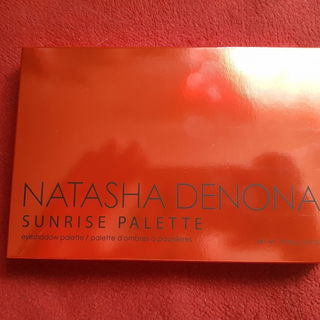 NATASHA DENONA
SUNRISE PALETTE
eyeshadow palette / palette d'ombres à paupières